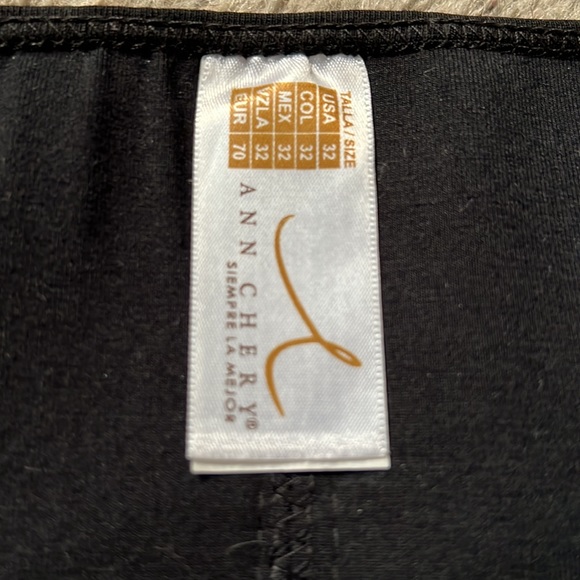 TALLA / SIZE
USA 32
COL 32
MEX 32
VZLA 32
EUR 70
ANN CHERY®
SIEMPRE LA MEJOR